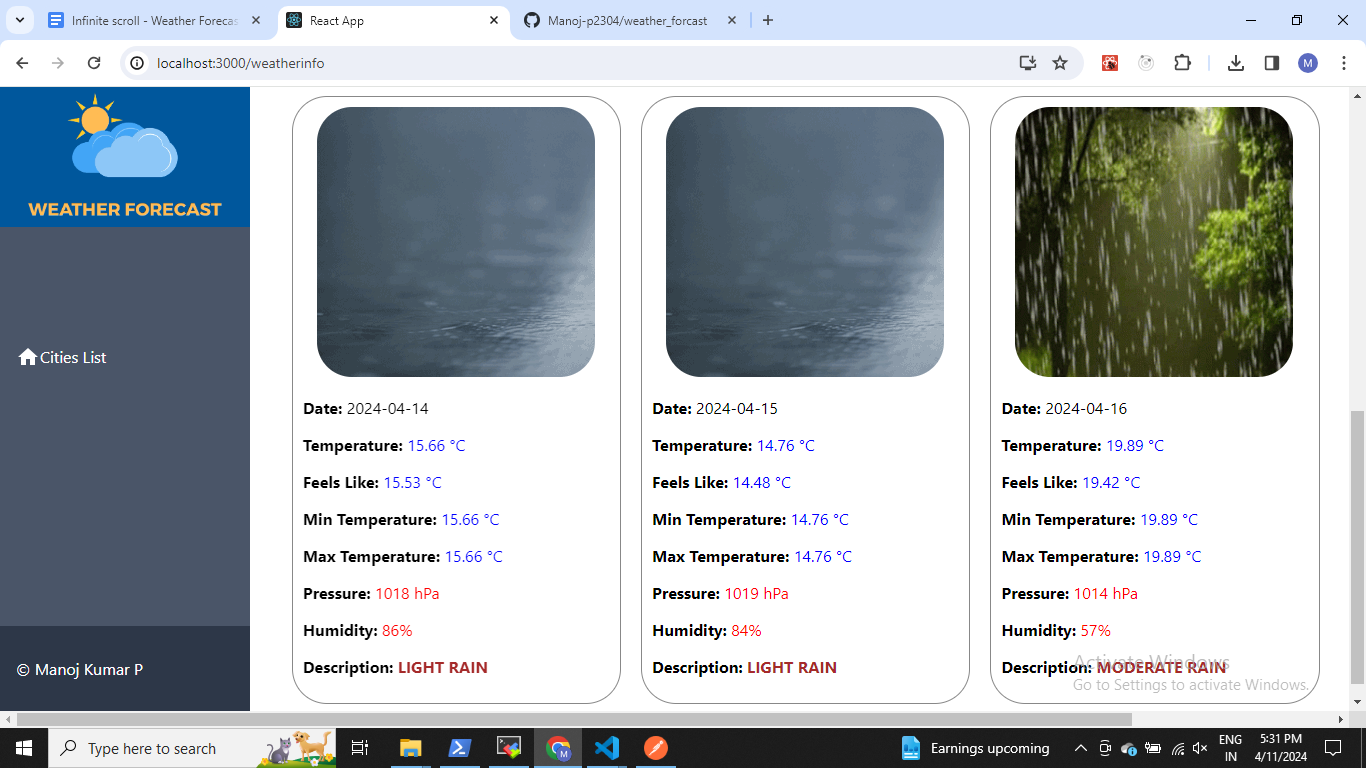 Infinite scroll - Weather Forecas
React App
Manoj-p2304/weather_forcast
localhost:3000/weatherinfo
M
WEATHER FORECAST
Cities List
© Manoj Kumar P
Date: 2024-04-14
Temperature: 15.66 °C
Feels Like: 15.53 °C
Min Temperature: 15.66 °C
Max Temperature: 15.66 °C
Pressure: 1018 hPa
Humidity: 86%
Description: LIGHT RAIN
Date: 2024-04-15
Temperature: 14.76 °C
Feels Like: 14.48 °C
Min Temperature: 14.76 °C
Max Temperature: 14.76 °C
Pressure: 1019 hPa
Humidity: 84%
Description: LIGHT RAIN
Date: 2024-04-16
Temperature: 19.89 °C
Feels Like: 19.42 °C
Min Temperature: 19.89 °C
Max Temperature: 19.89 °C
Pressure: 1014 hPa
Humidity: 57%
Description: MODERATE RAIN
Activate Windows
Go to Settings to activate Windows.
Type here to search
M
Earnings upcoming
ENG
IN
5:31 PM
4/11/2024